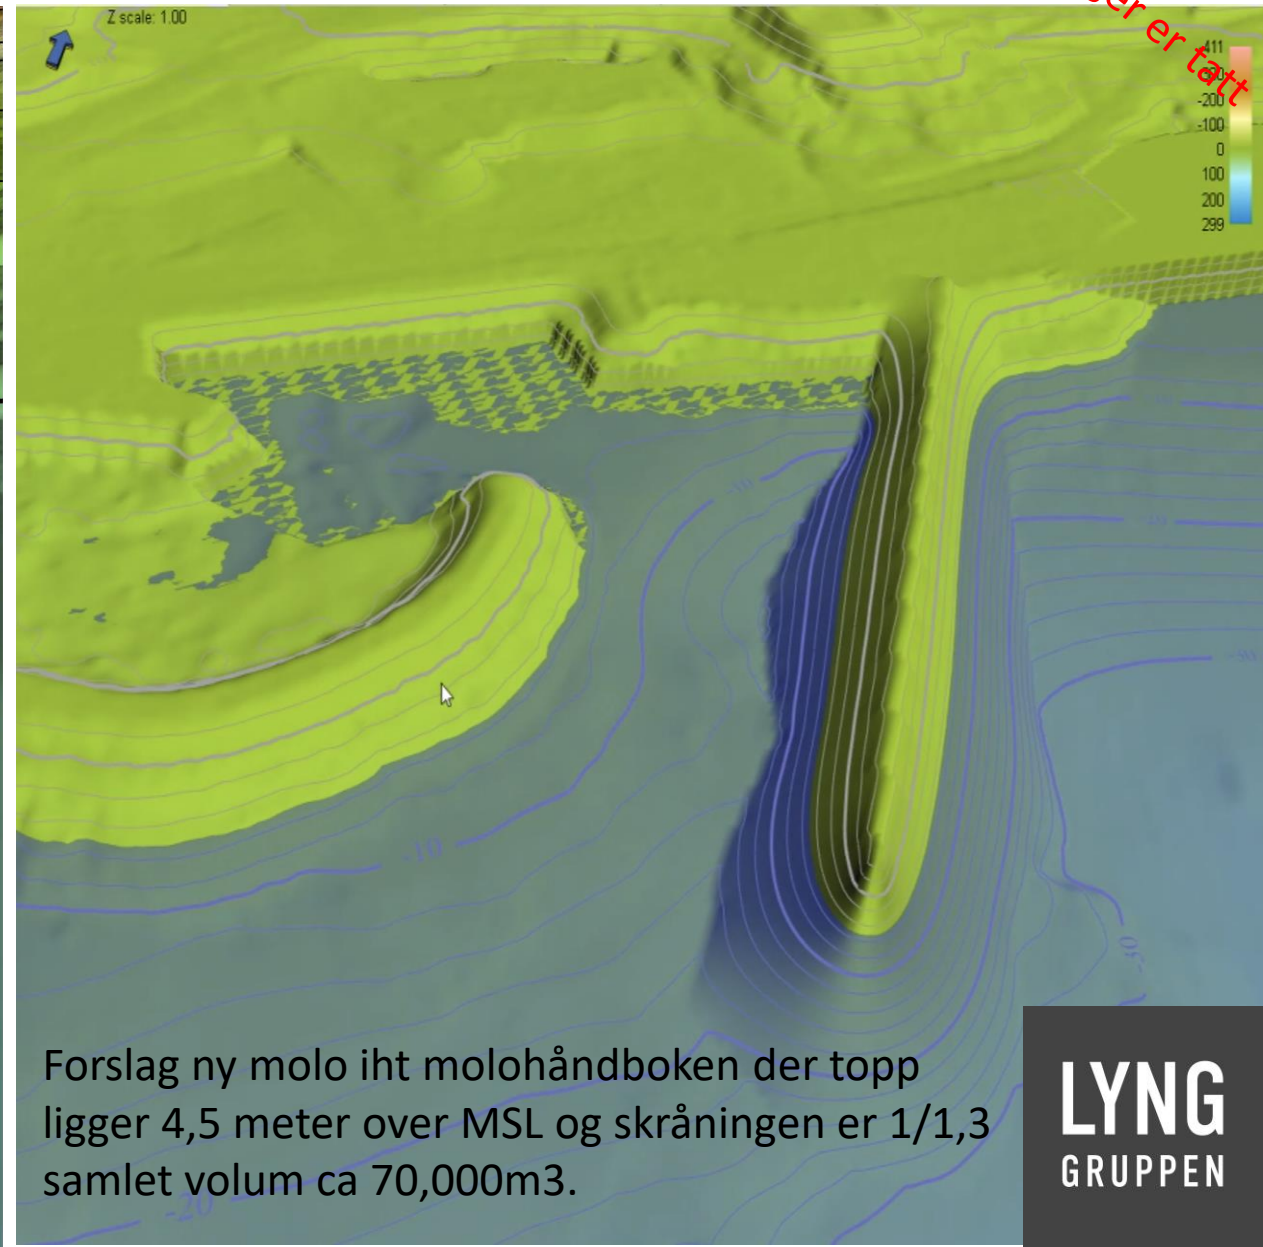 Z scale: 1.00
er er tatt
411
-200
-100
0
100
200
299
-10
-20
Forslag ny molo iht molohåndboken der topp
ligger 4,5 meter over MSL og skråningen er 1/1,3
samlet volum ca 70,000m3.
LYNG
GRUPPEN